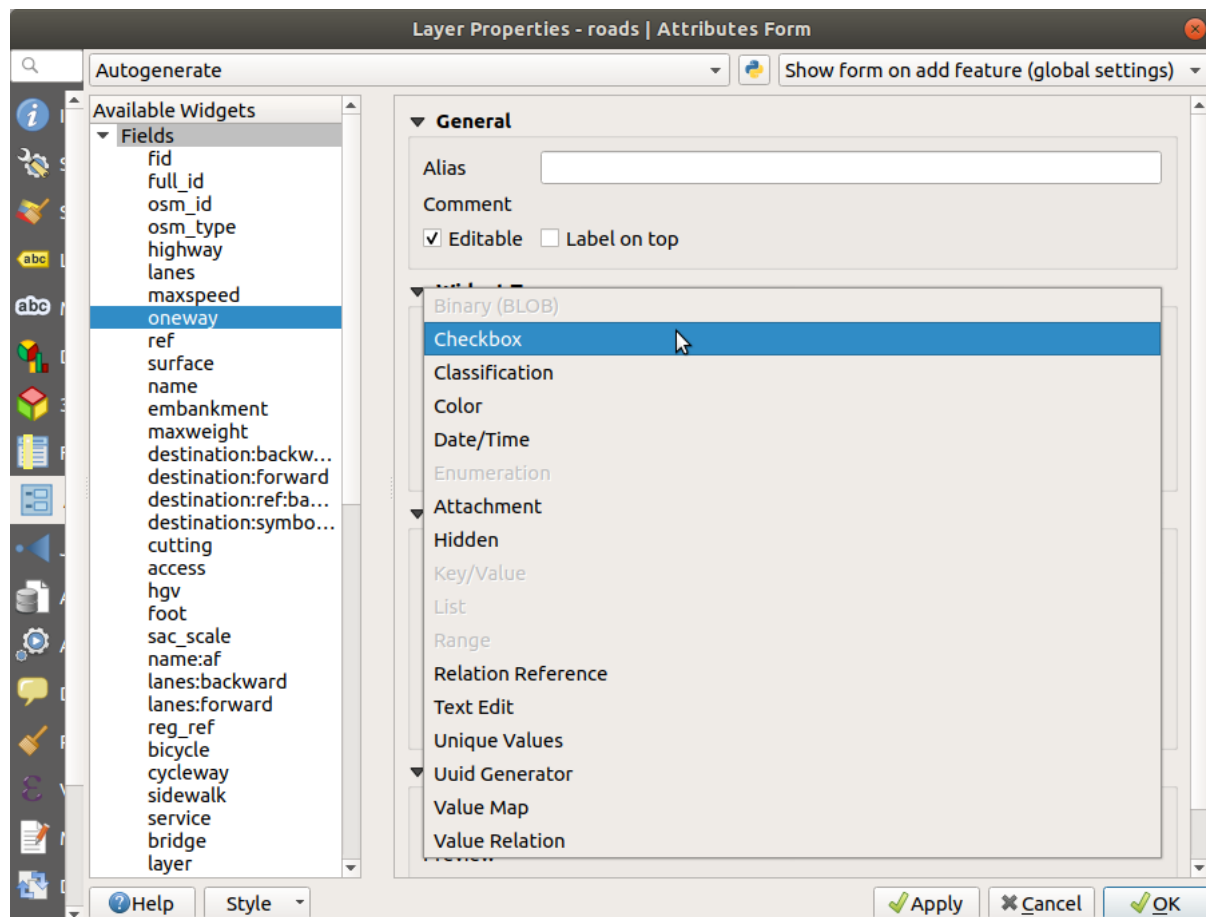 Layer Properties - roads | Attributes Form
Autogenerate
Show form on add feature (global settings)
Available Widgets
Fields
fid
full_id
osm_id
osm_type
highway
lanes
maxspeed
oneway
ref
surface
name
embankment
maxweight
destination:backw...
destination:forward
destination:ref:ba...
destination:symbo...
cutting
access
hgv
foot
sac_scale
name:af
lanes:backward
lanes:forward
reg_ref
bicycle
cycleway
sidewalk
service
bridge
layer
General
Alias
Comment
Editable Label on top
Binary (BLOB)
Checkbox
Classification
Color
Date/Time
Enumeration
Attachment
Hidden
Key/Value
List
Range
Relation Reference
Text Edit
Unique Values
Uuid Generator
Value Map
Value Relation
abc
abc
Help Style Apply Cancel OK